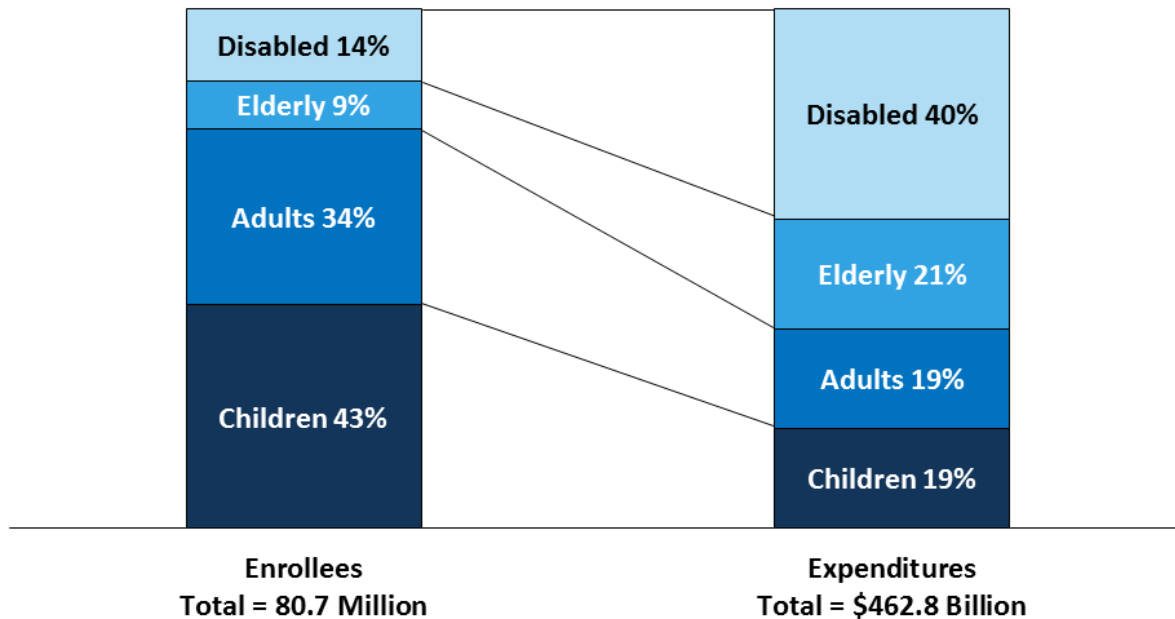 Disabled 14%
Elderly 9%
Adults 34%
Children 43%
Disabled 40%
Elderly 21%
Adults 19%
Children 19%
Enrollees
Total = 80.7 Million
Expenditures
Total = $462.8 Billion